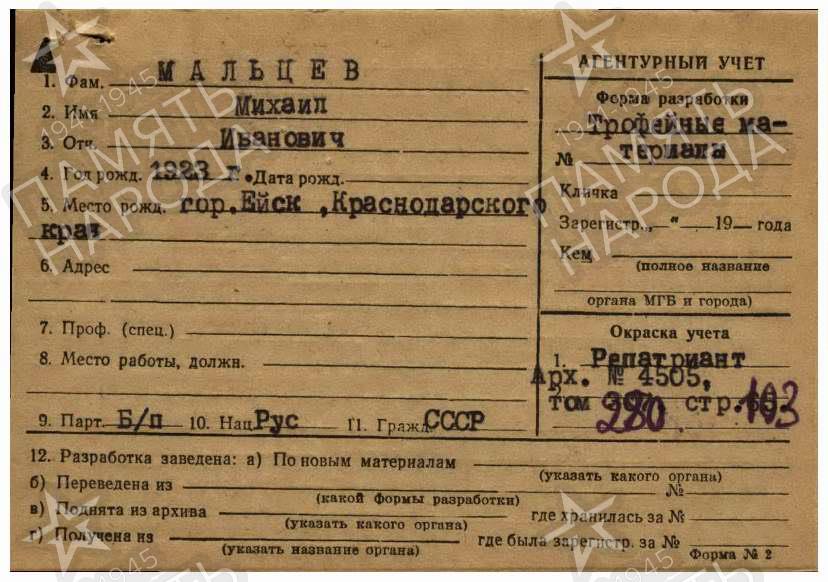 1. Фам. МАЛЬЦЕВ
2. Имя Михаил
3. Отч. Иванович
4. Год рожд. 1923 г. Дата рожд.
5. Место рожд. гор.Ейск ,Краснодарского
края
6. Адрес
7. Проф. (спец.)
8. Место работы, должн.
9. Парт. Б/п 10. Нац. Рус 11. Гражд. СССР
АГЕНТУРНЫЙ УЧЕТ
Форма разработки
Трофейные ма-
№ териалы
Кличка
Зарегистр. „ “ 19 года
Кем
(полное название
органа МГБ и города)
Окраска учета
1. Репатриант
Арх. № 4505,
том 280 стр. 103
12. Разработка заведена: а) По новым материалам
(указать какого органа)
б) Переведена из №
(какой формы разработки)
в) Поднята из архива где хранилась за №
(указать какого органа)
г) Получена из где была зарегистр. за №
(указать название органа) Форма № 2
ПАМЯТЬ НАРОДА
1941-1945